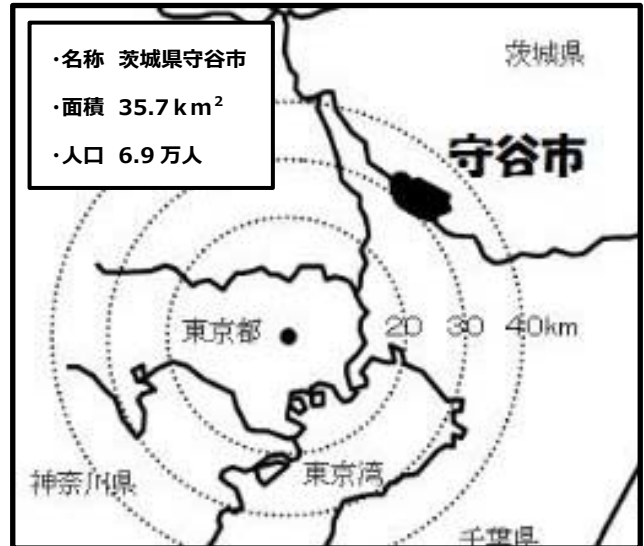 ・名称 茨城県守谷市
・面積 35.7km²
・人口 6.9万人
茨城県
守谷市
東京都
20 30 40km
神奈川県
東京湾
千葉県